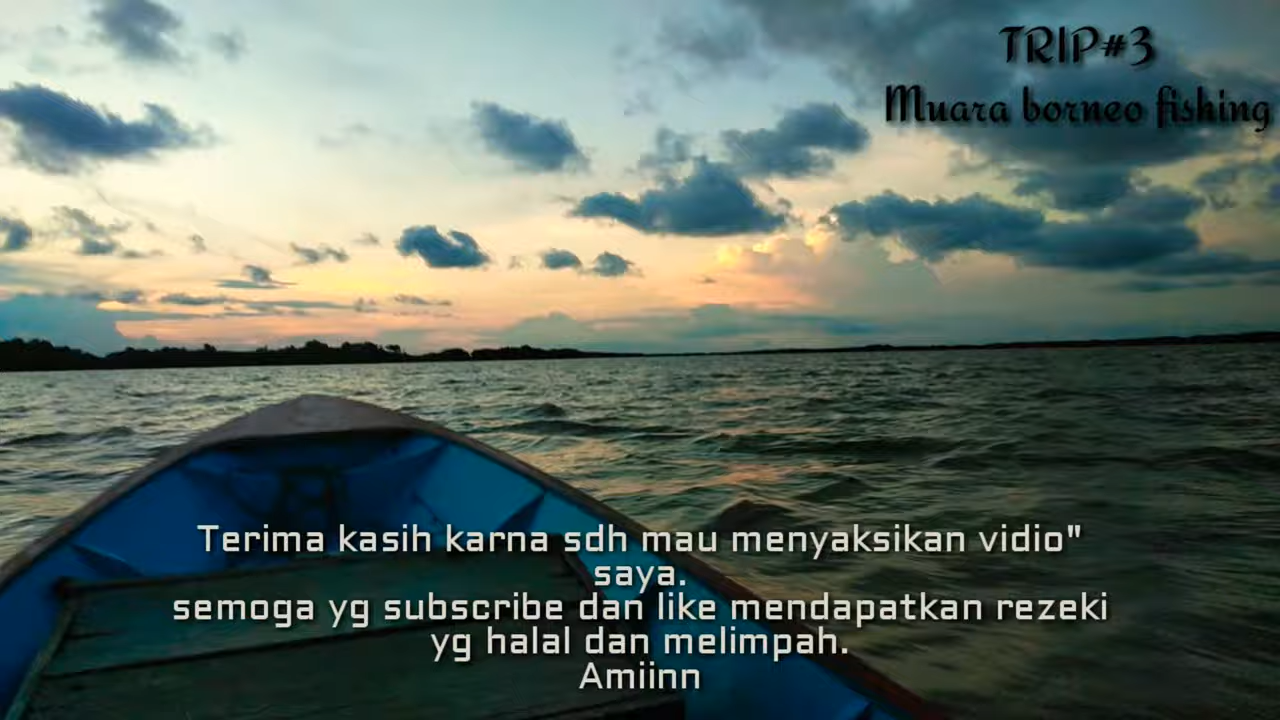 TRIP#3
Muara borneo fishing
Terima kasih karna sdh mau menyaksikan vidio"
saya.
semoga yg subscribe dan like mendapatkan rezeki
yg halal dan melimpah.
Amiinn